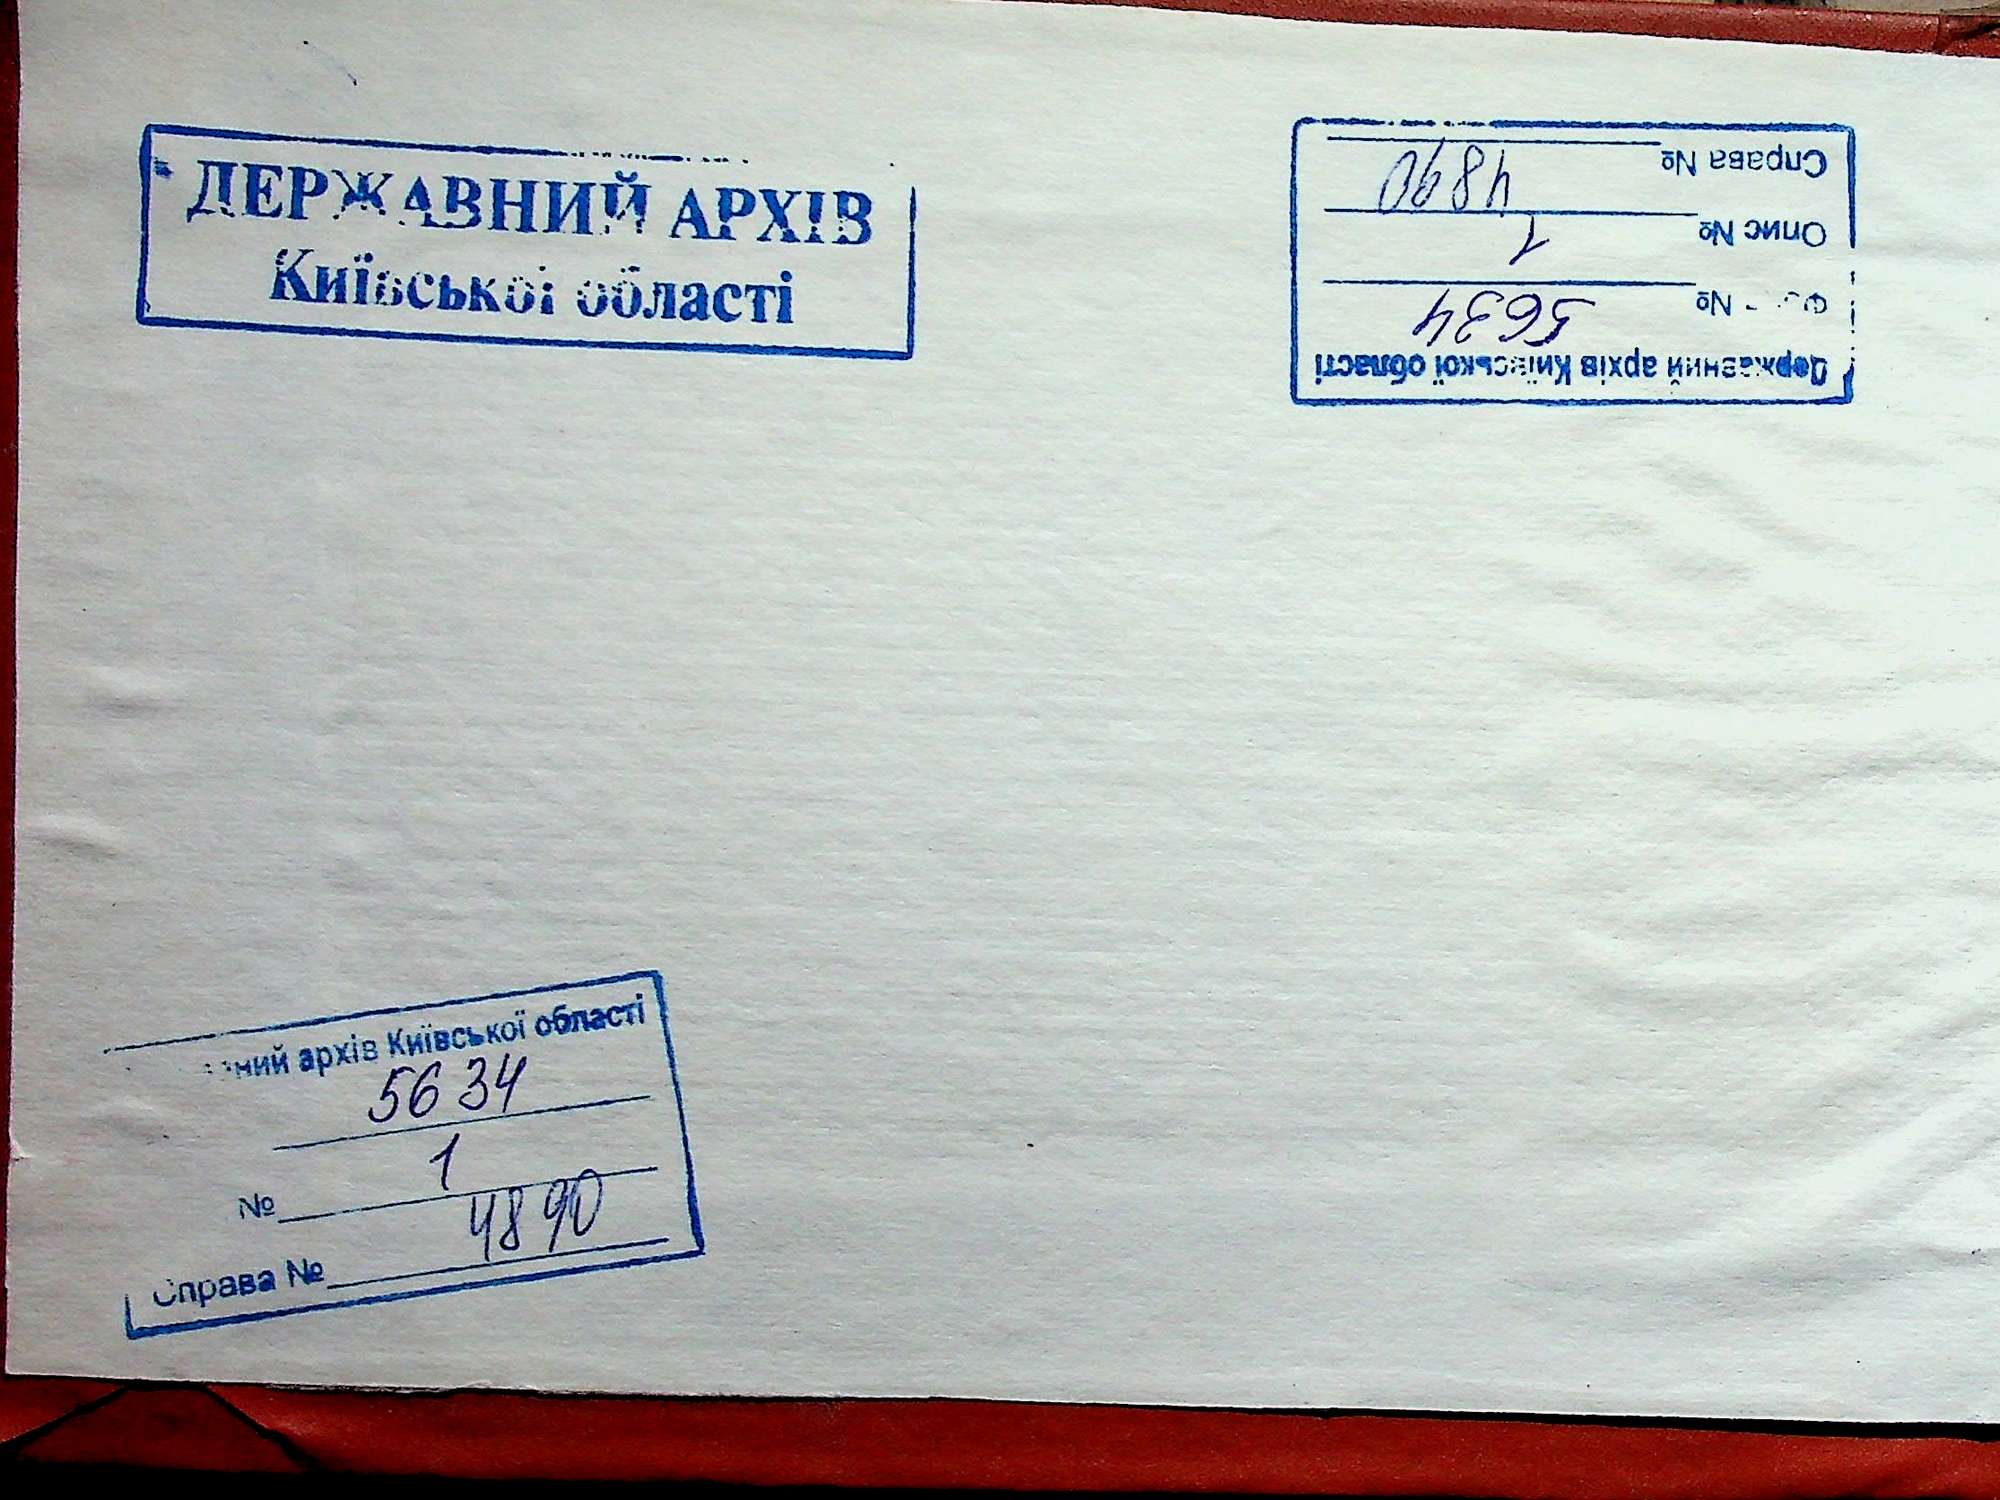 ДЕРЖАВНИЙ АРХІВ
Київської області
Державний архів Київської області
№ 5634
Опис № 1
Справа № 4890
архів Київської області
5634
№ 1
Справа № 4890